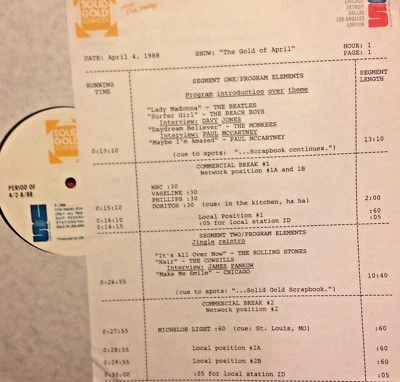 SOLID
GOLD
CHICAGO
DETROIT
DALLAS
LOS ANGELES
LONDON
HOUR: 1
DATE: April 4, 1988 SHOW: "The Gold of April" PAGE: 1
RUNNING TIME
SEGMENT ONE/PROGRAM ELEMENTS
SEGMENT LENGTH
Program introduction over theme
"Lady Madonna" - THE BEATLES
"Surfer Girl" - THE BEACH BOYS
Interview: DAVY JONES
"Daydream Believer" - THE MONKEES
Interview: PAUL McCARTNEY
"Maybe I'm Amazed" - PAUL McCARTNEY
0:13:10 13:10
(cue to spots: "...Scrapbook continues.")
COMMERCIAL BREAK #1
Network position #1A and 1B
NBC :30
VASELINE :30
PHILLIPS :30
0:15:10 DORITOS :30 (cue: in the kitchen, ha ha) 2:00
0:16:10 Local Position #1 :60
0:16:15 :05 for local station ID :05
SEGMENT TWO/PROGRAM ELEMENTS
Jingle reintro
"It's All Over Now" - THE ROLLING STONES
"Hair" - THE COWSILLS
Interview: JAMES PANKOW
"Make Me Smile" - CHICAGO
0:26:55 10:40
(cue to spots: "...Solid Gold Scrapbook.")
COMMERCIAL BREAK #2
Network position #2
0:27:55 MICHELOB LIGHT :60 (cue: St. Louis, MO) :60
0:28:55 Local position #2A :60
0:29:55 Local position #2B :60
0:30:00 :05 for local station ID :05
SOLID
GOLD
PERIOD OF
4/2-8/88